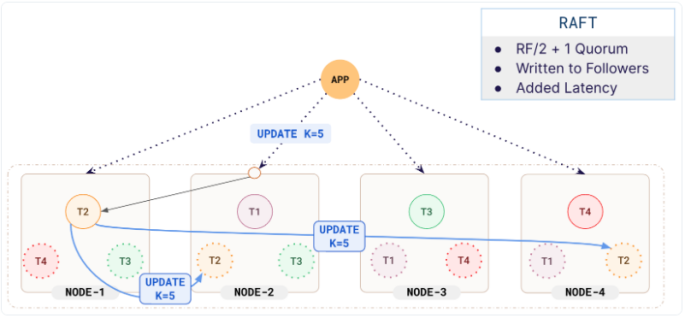 RAFT
● RF/2 + 1 Quorum
● Written to Followers
● Added Latency
APP
UPDATE K=5
T2
T1
T3
T4
UPDATE
K=5
T4
T3
T2
T3
T1
T4
T1
T2
UPDATE
K=5
NODE-1
NODE-2
NODE-3
NODE-4